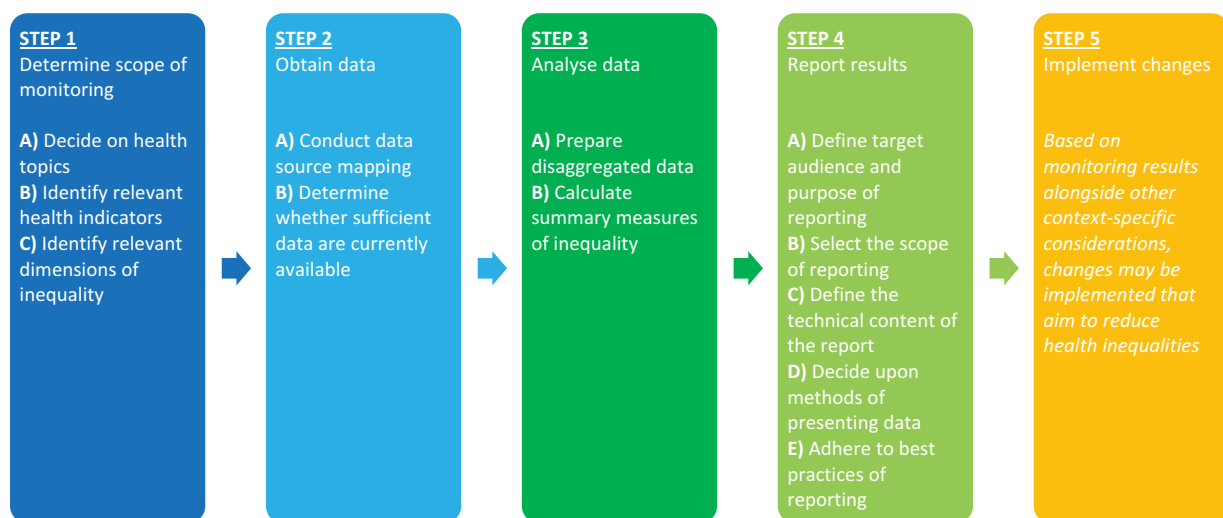 STEP 1
Determine scope of
monitoring
A) Decide on health
topics
B) Identify relevant
health indicators
C) Identify relevant
dimensions of
inequality
STEP 2
Obtain data
A) Conduct data
source mapping
B) Determine
whether sufficient
data are currently
available
STEP 3
Analyse data
A) Prepare
disaggregated data
B) Calculate
summary measures
of inequality
STEP 4
Report results
A) Define target
audience and
purpose of
reporting
B) Select the scope
of reporting
C) Define the
technical content of
the report
D) Decide upon
methods of
presenting data
E) Adhere to best
practices of
reporting
STEP 5
Implement changes
Based on
monitoring results
alongside other
context-specific
considerations,
changes may be
implemented that
aim to reduce
health inequalities